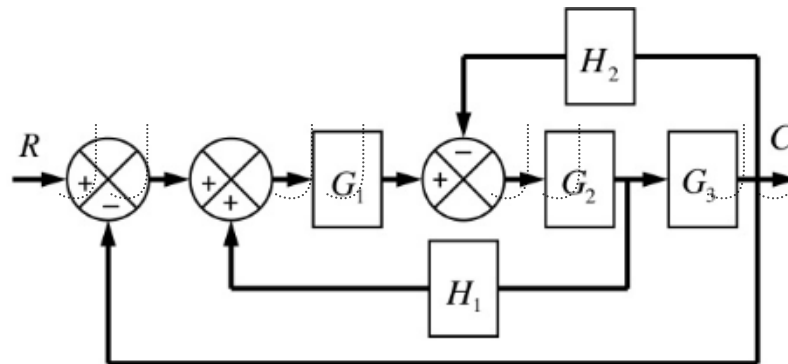 H₂
R C
−
+ + + G₁ G₂ G₃
− +
H₁